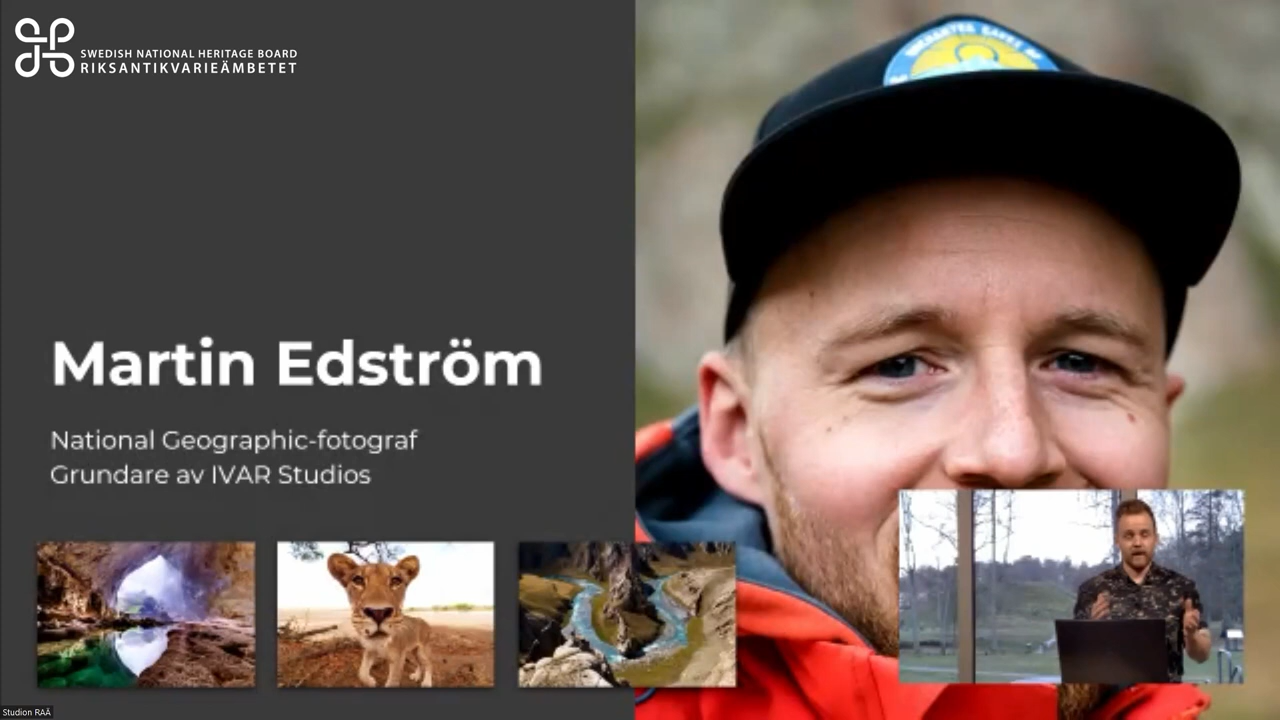 SWEDISH NATIONAL HERITAGE BOARD
RIKSANTIKVARIEÄMBETET
Martin Edström
National Geographic-fotograf
Grundare av IVAR Studios
Studion RAÄ